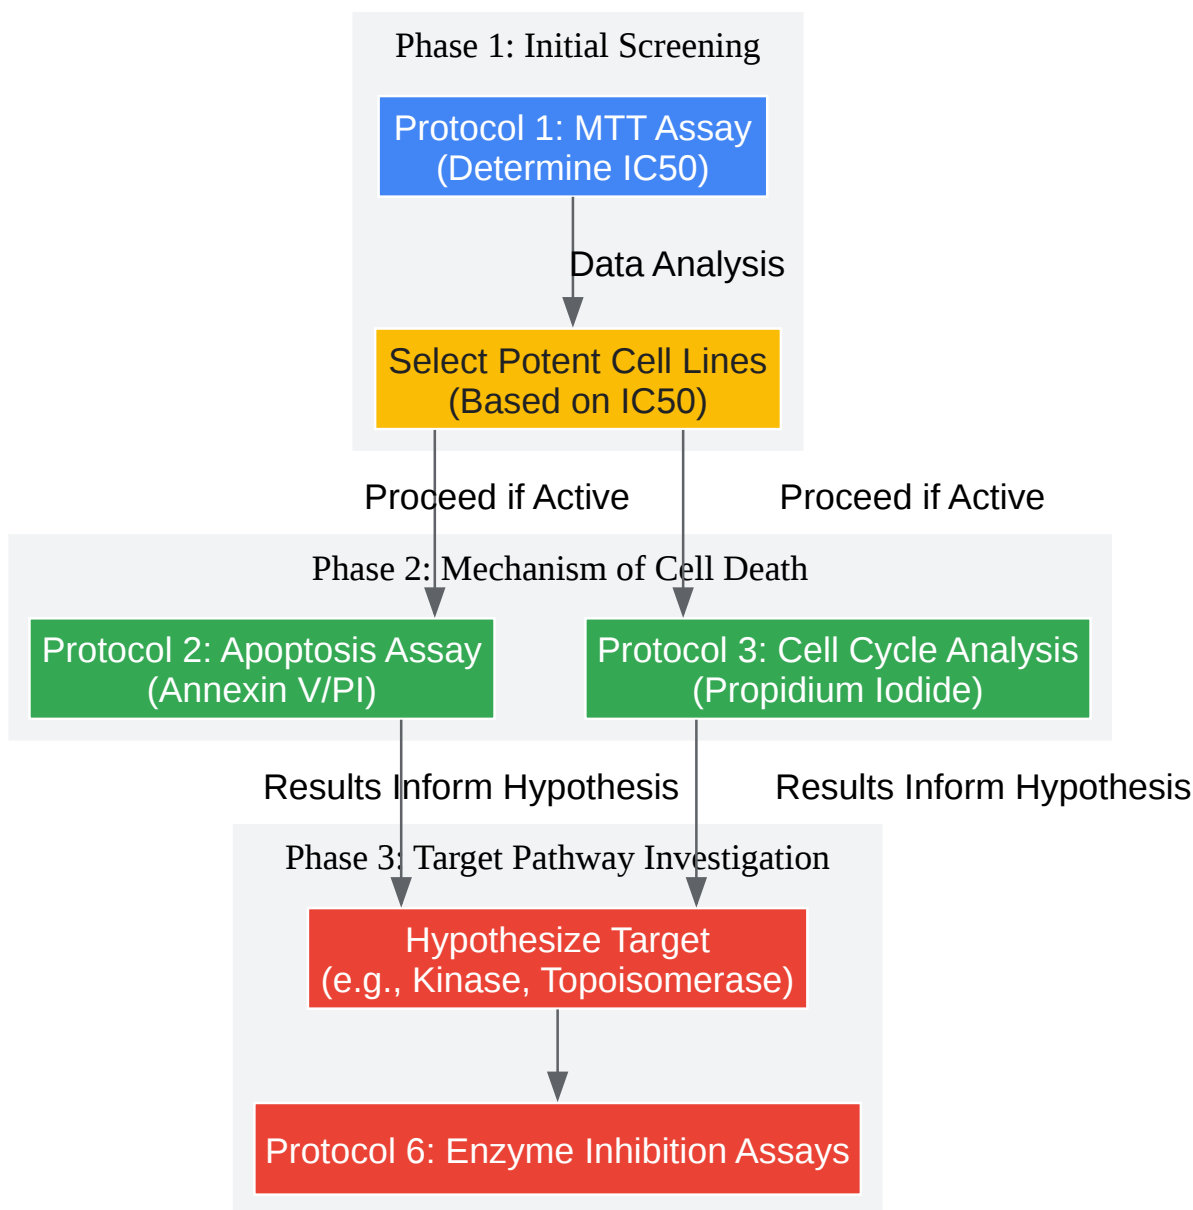 Phase 1: Initial Screening
Protocol 1: MTT Assay
(Determine IC50)
Data Analysis
Select Potent Cell Lines
(Based on IC50)
Proceed if Active
Proceed if Active
Phase 2: Mechanism of Cell Death
Protocol 2: Apoptosis Assay
(Annexin V/PI)
Protocol 3: Cell Cycle Analysis
(Propidium Iodide)
Results Inform Hypothesis
Results Inform Hypothesis
Phase 3: Target Pathway Investigation
Hypothesize Target
(e.g., Kinase, Topoisomerase)
Protocol 6: Enzyme Inhibition Assays